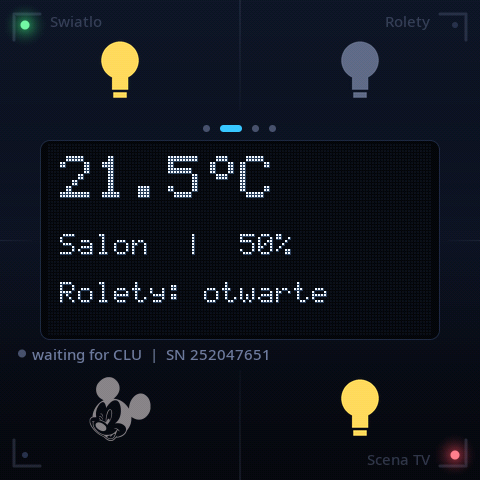 Swiatlo
Rolety
21.5°C
Salon | 50%
Rolety: otwarte
waiting for CLU | SN 252047651
Scena TV